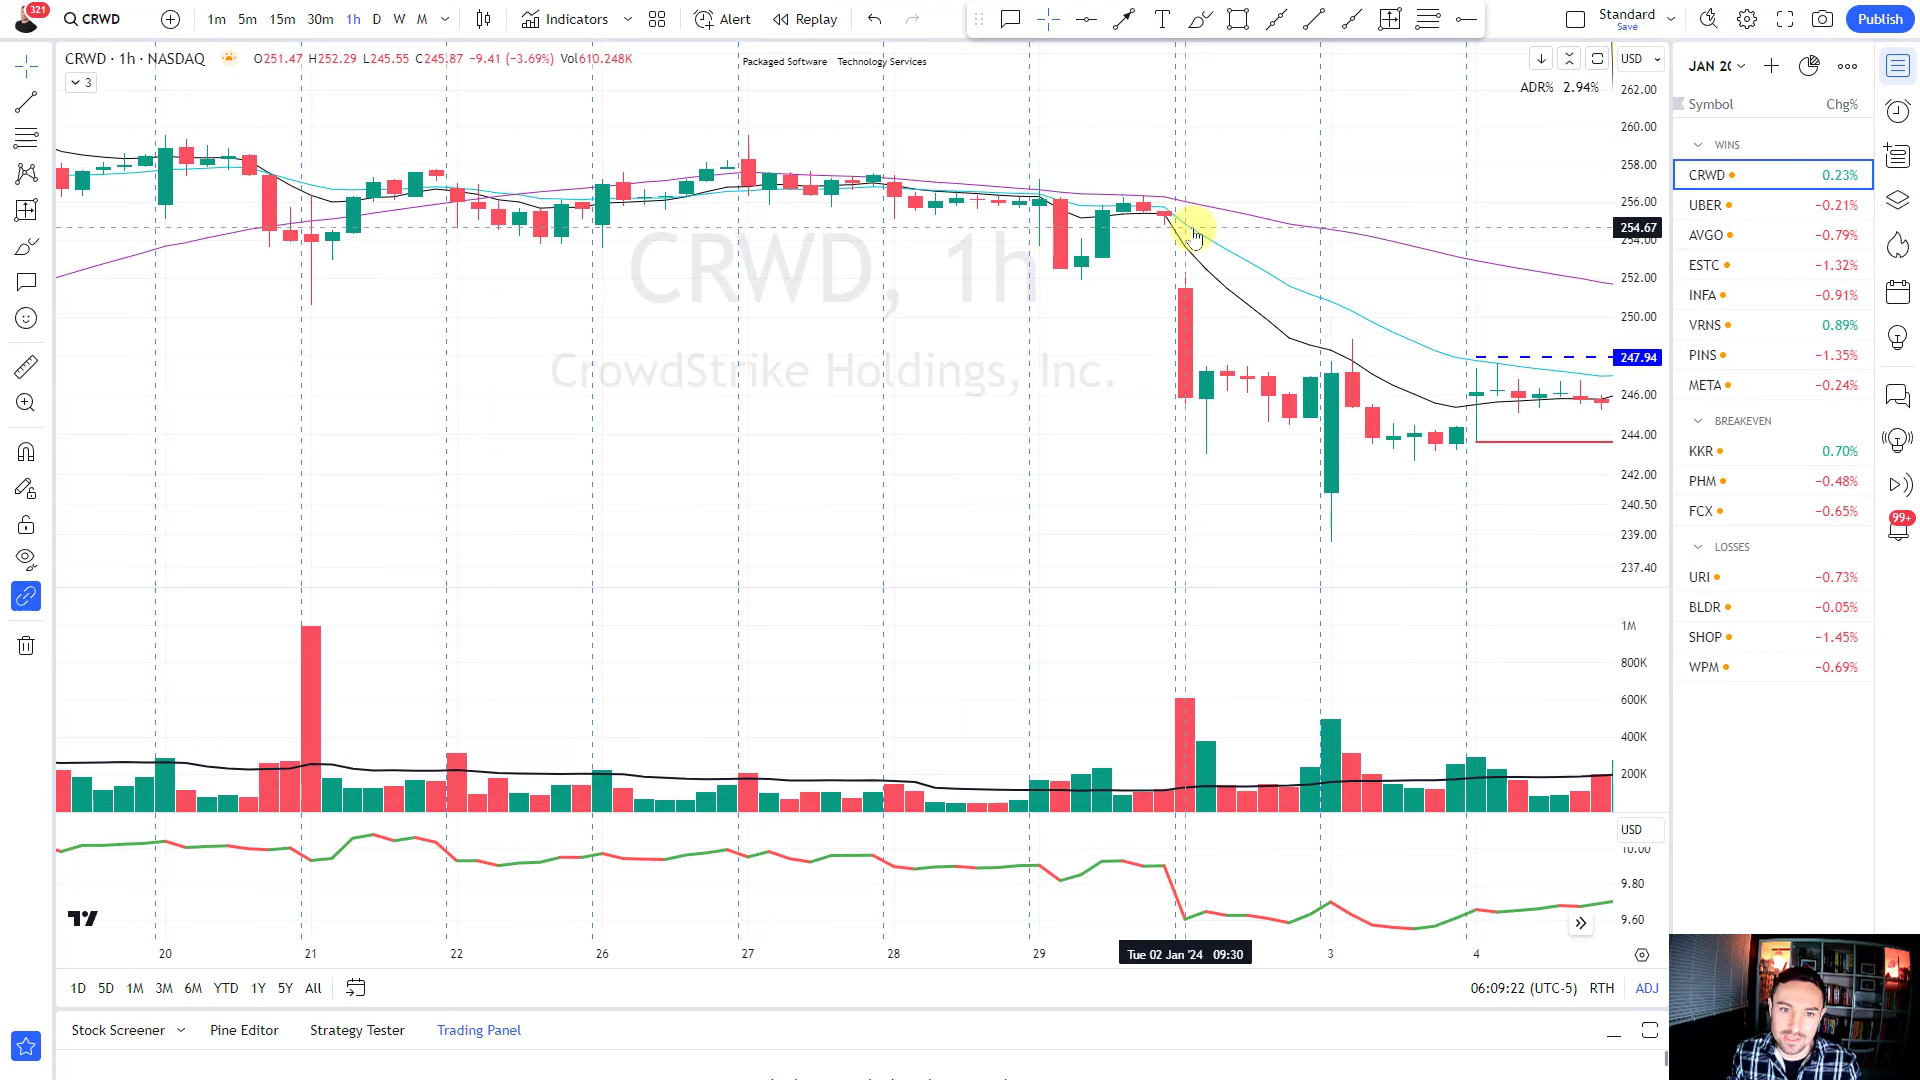 321
CRWD
1m 5m 15m 30m 1h D W M
Indicators
Alert
Replay
Standard
Save
Publish
CRWD · 1h · NASDAQ O251.47 H252.29 L245.55 C245.87 −9.41 (−3.69%) Vol610.248K
Packaged Software Technology Services
3
USD
ADR% 2.94%
262.00
260.00
258.00
256.00
254.67
254.00
252.00
250.00
247.94
246.00
244.00
242.00
240.50
239.00
237.40
CRWD, 1h
CrowdStrike Holdings, Inc.
1M
800K
600K
400K
200K
USD
10.00
9.80
9.60
20 21 22 26 27 28 29 Tue 02 Jan '24 09:30 3 4
1D 5D 1M 3M 6M YTD 1Y 5Y All
06:09:22 (UTC-5) RTH ADJ
Stock Screener Pine Editor Strategy Tester Trading Panel
JAN 20
Symbol Chg%
WINS
CRWD 0.23%
UBER −0.21%
AVGO −0.79%
ESTC −1.32%
INFA −0.91%
VRNS 0.89%
PINS −1.35%
META −0.24%
BREAKEVEN
KKR 0.70%
PHM −0.48%
FCX −0.65%
LOSSES
URI −0.73%
BLDR −0.05%
SHOP −1.45%
WPM −0.69%
99+